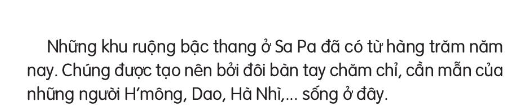 Những khu ruộng bậc thang ở Sa Pa đã có từ hàng trăm năm
nay. Chúng được tạo nên bởi đôi bàn tay chăm chỉ, cần mẫn của
những người H'mông, Dao, Hà Nhì,... sống ở đây.